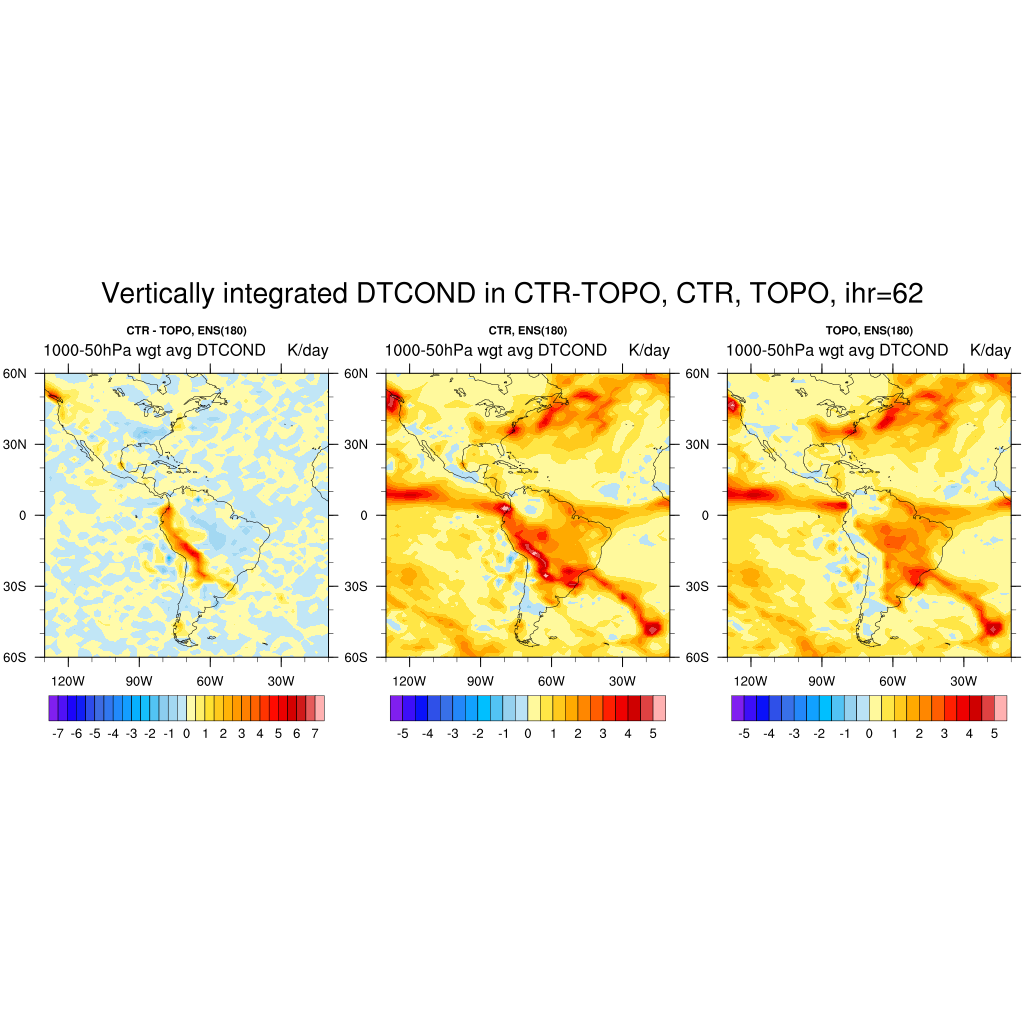 Vertically integrated DTCOND in CTR-TOPO, CTR, TOPO, ihr=62
CTR - TOPO, ENS(180)
1000-50hPa wgt avg DTCOND K/day
60N
30N
0
30S
60S
120W 90W 60W 30W
-7 -6 -5 -4 -3 -2 -1 0 1 2 3 4 5 6 7
CTR, ENS(180)
1000-50hPa wgt avg DTCOND K/day
60N
30N
0
30S
60S
120W 90W 60W 30W
-5 -4 -3 -2 -1 0 1 2 3 4 5
TOPO, ENS(180)
1000-50hPa wgt avg DTCOND K/day
60N
30N
0
30S
60S
120W 90W 60W 30W
-5 -4 -3 -2 -1 0 1 2 3 4 5